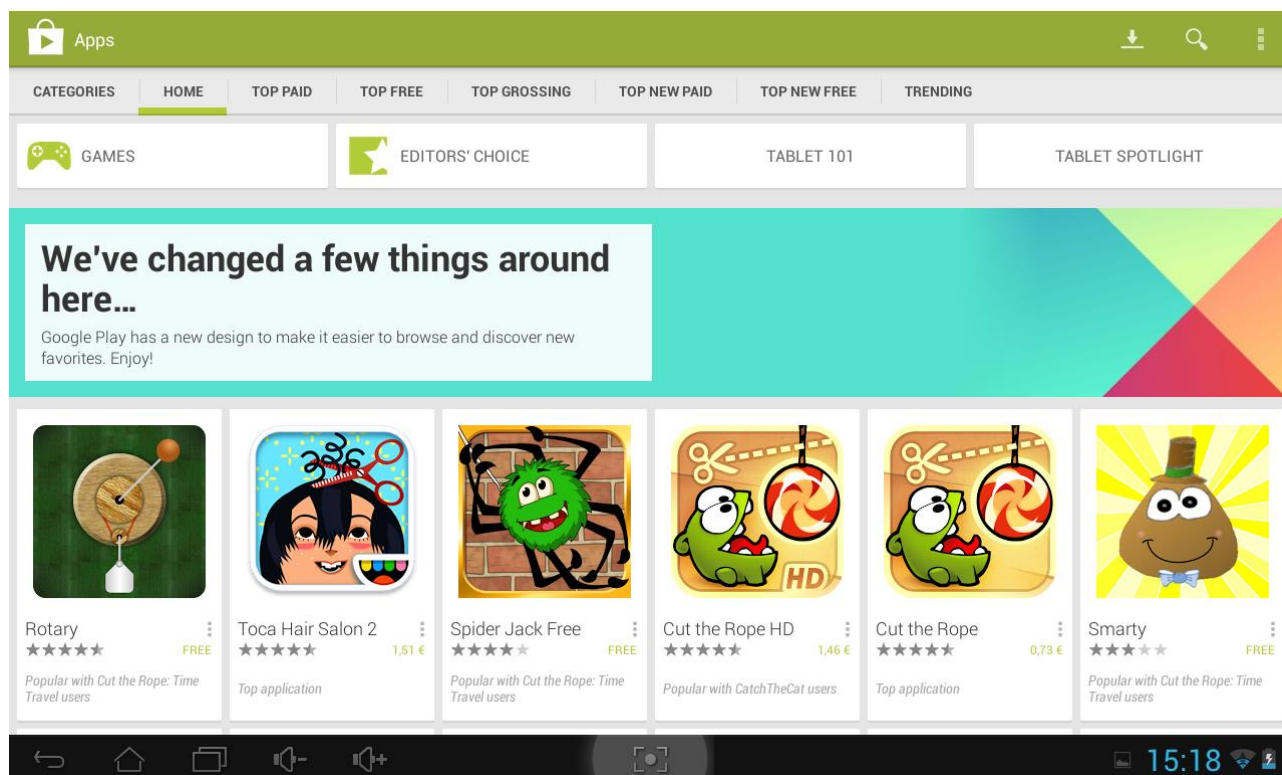 Apps
CATEGORIES HOME TOP PAID TOP FREE TOP GROSSING TOP NEW PAID TOP NEW FREE TRENDING
GAMES EDITORS' CHOICE TABLET 101 TABLET SPOTLIGHT
We've changed a few things around
here...
Google Play has a new design to make it easier to browse and discover new
favorites. Enjoy!
HD
Rotary
FREE
Popular with Cut the Rope: Time
Travel users
Toca Hair Salon 2
1,51 €
Top application
Spider Jack Free
FREE
Popular with Cut the Rope: Time
Travel users
Cut the Rope HD
1,46 €
Popular with CatchTheCat users
Cut the Rope
0,73 €
Top application
Smarty
FREE
Popular with Cut the Rope: Time
Travel users
15:18